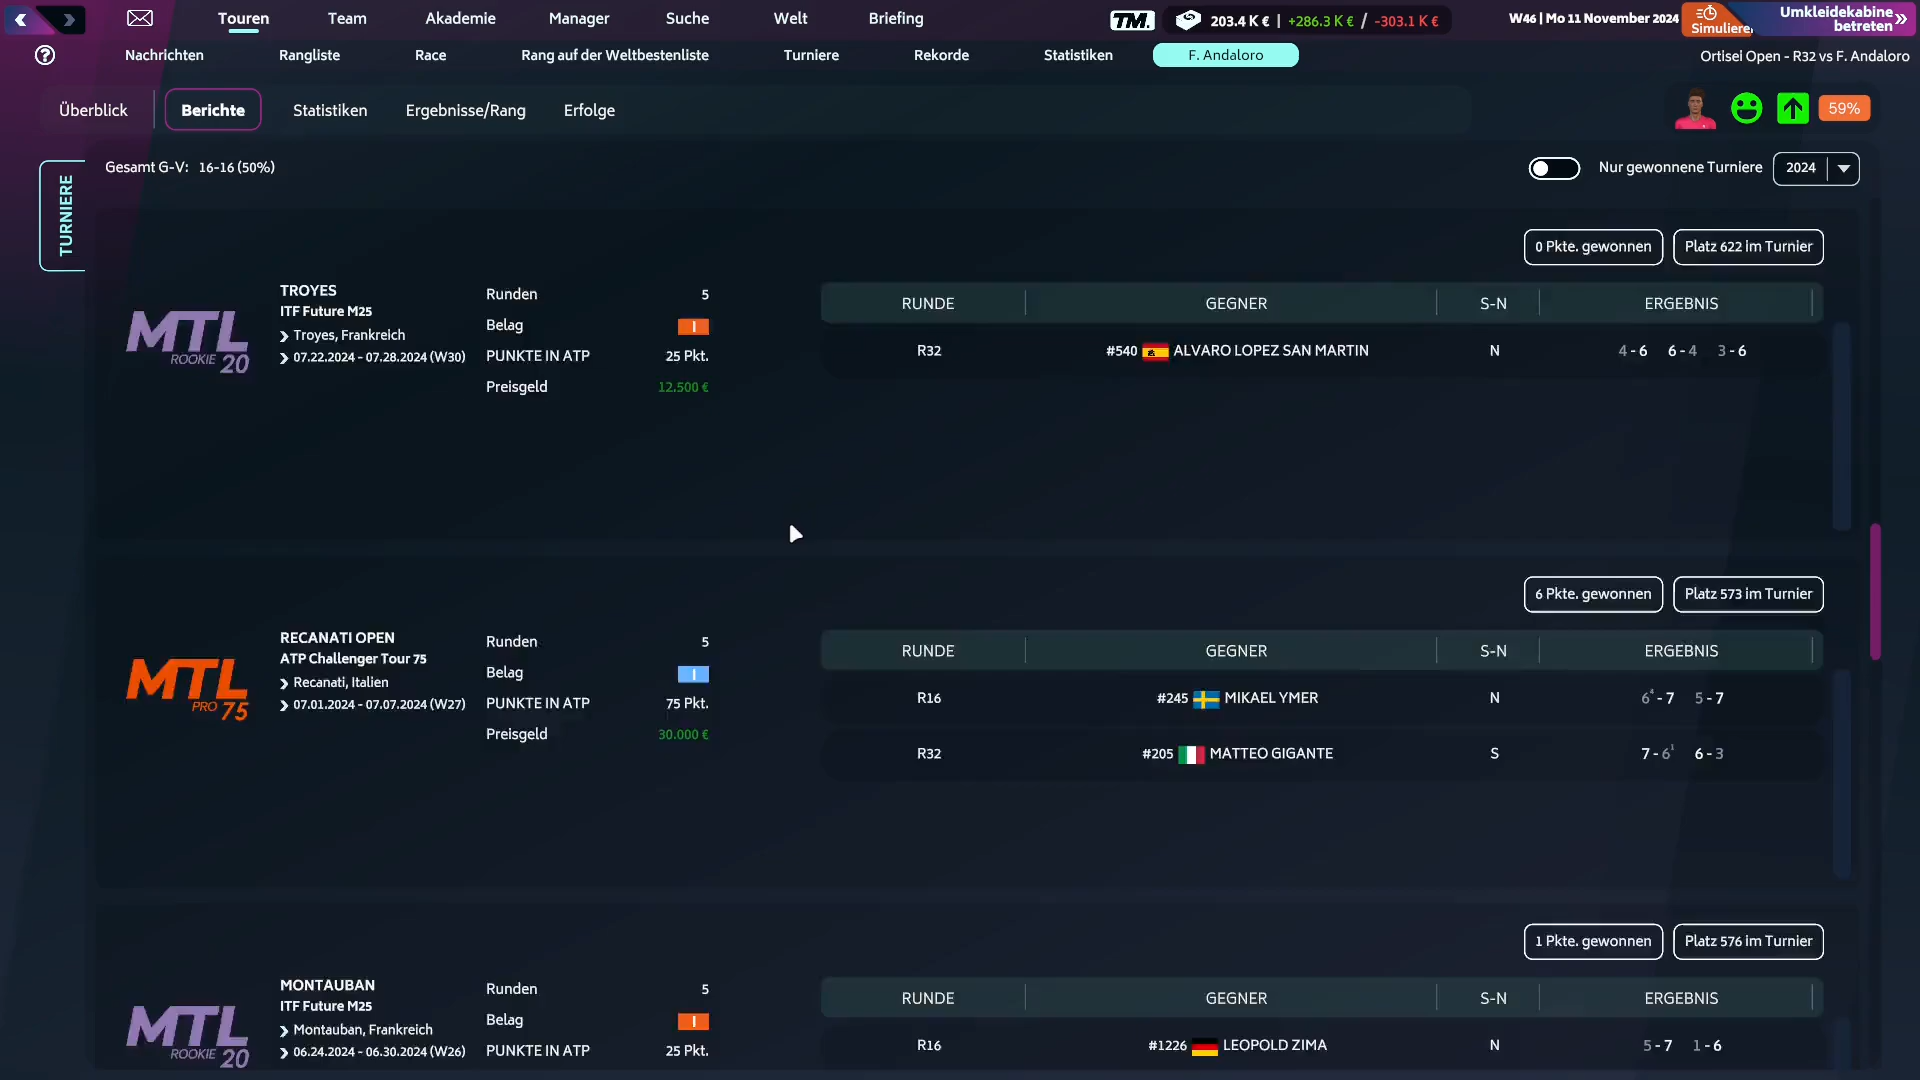 Touren Team Akademie Manager Suche Welt Briefing TM. 203.4 K € | +286.3 K € / -303.1 K € W46 | Mo 11 November 2024 Simulieren Umkleidekabine betreten
Nachrichten Rangliste Race Rang auf der Weltbestenliste Turniere Rekorde Statistiken F. Andaloro Ortisei Open - R32 vs F. Andaloro
Überblick Berichte Statistiken Ergebnisse/Rang Erfolge 59%
TURNIERE
Gesamt G-V: 16-16 (50%) Nur gewonnene Turniere 2024
0 Pkte. gewonnen Platz 622 im Turnier
MTL ROOKIE 20
TROYES
ITF Future M25
Troyes, Frankreich
07.22.2024 - 07.28.2024 (W30)
Runden 5
Belag I
PUNKTE IN ATP 25 Pkt.
Preisgeld 12.500 €
RUNDE GEGNER S-N ERGEBNIS
R32 #540 ALVARO LOPEZ SAN MARTIN N 4 - 6 6 - 4 3 - 6
6 Pkte. gewonnen Platz 573 im Turnier
MTL PRO 75
RECANATI OPEN
ATP Challenger Tour 75
Recanati, Italien
07.01.2024 - 07.07.2024 (W27)
Runden 5
Belag I
PUNKTE IN ATP 75 Pkt.
Preisgeld 30.000 €
RUNDE GEGNER S-N ERGEBNIS
R16 #245 MIKAEL YMER N 6⁴ - 7 5 - 7
R32 #205 MATTEO GIGANTE S 7 - 6¹ 6 - 3
1 Pkte. gewonnen Platz 576 im Turnier
MTL ROOKIE 20
MONTAUBAN
ITF Future M25
Montauban, Frankreich
06.24.2024 - 06.30.2024 (W26)
Runden 5
Belag I
PUNKTE IN ATP 25 Pkt.
RUNDE GEGNER S-N ERGEBNIS
R16 #1226 LEOPOLD ZIMA N 5 - 7 1 - 6